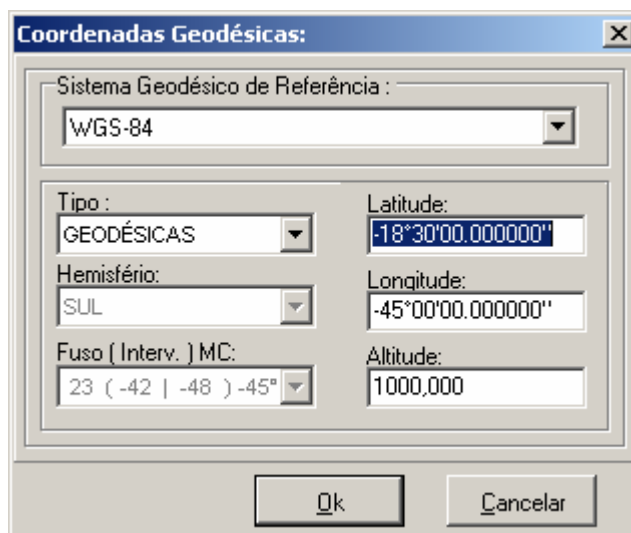 Coordenadas Geodésicas:
Sistema Geodésico de Referência :
WGS-84
Tipo :
GEODÉSICAS
Hemisfério:
SUL
Fuso ( Interv. ) MC:
23 ( -42 | -48 ) -45°
Latitude:
-18°30'00.000000''
Longitude:
-45°00'00.000000''
Altitude:
1000,000
Ok
Cancelar